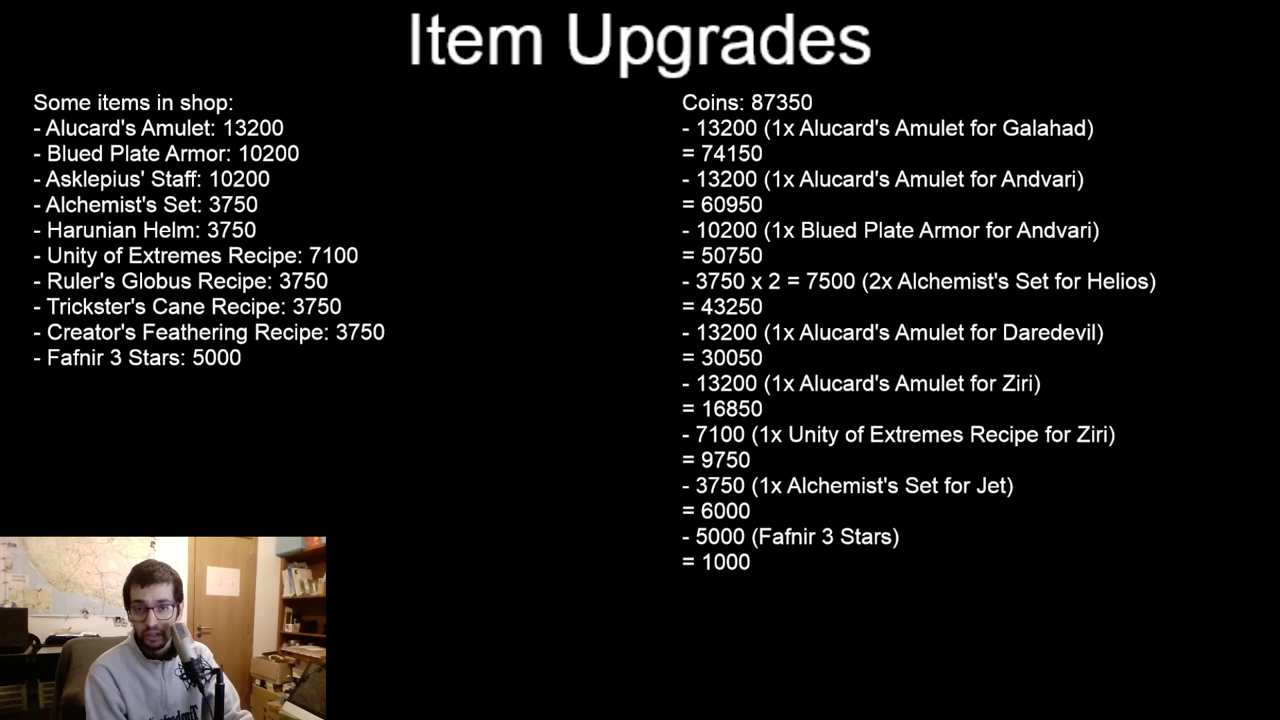 Item Upgrades
Some items in shop:
- Alucard's Amulet: 13200
- Blued Plate Armor: 10200
- Asklepius' Staff: 10200
- Alchemist's Set: 3750
- Harunian Helm: 3750
- Unity of Extremes Recipe: 7100
- Ruler's Globus Recipe: 3750
- Trickster's Cane Recipe: 3750
- Creator's Feathering Recipe: 3750
- Fafnir 3 Stars: 5000
Coins: 87350
- 13200 (1x Alucard's Amulet for Galahad)
= 74150
- 13200 (1x Alucard's Amulet for Andvari)
= 60950
- 10200 (1x Blued Plate Armor for Andvari)
= 50750
- 3750 x 2 = 7500 (2x Alchemist's Set for Helios)
= 43250
- 13200 (1x Alucard's Amulet for Daredevil)
= 30050
- 13200 (1x Alucard's Amulet for Ziri)
= 16850
- 7100 (1x Unity of Extremes Recipe for Ziri)
= 9750
- 3750 (1x Alchemist's Set for Jet)
= 6000
- 5000 (Fafnir 3 Stars)
= 1000